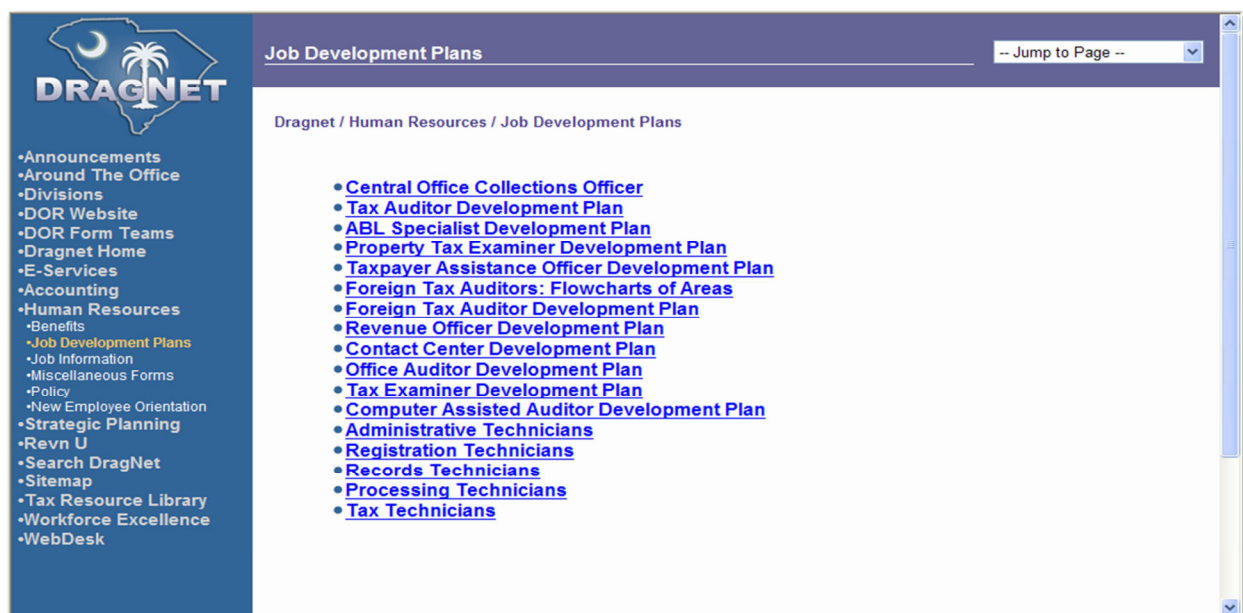 DRAGNET
Job Development Plans
-- Jump to Page --
Dragnet / Human Resources / Job Development Plans
•Announcements
•Around The Office
•Divisions
•DOR Website
•DOR Form Teams
•Dragnet Home
•E-Services
•Accounting
•Human Resources
•Benefits
•Job Development Plans
•Job Information
•Miscellaneous Forms
•Policy
•New Employee Orientation
•Strategic Planning
•Revn U
•Search DragNet
•Sitemap
•Tax Resource Library
•Workforce Excellence
•WebDesk
•Central Office Collections Officer
•Tax Auditor Development Plan
•ABL Specialist Development Plan
•Property Tax Examiner Development Plan
•Taxpayer Assistance Officer Development Plan
•Foreign Tax Auditors: Flowcharts of Areas
•Foreign Tax Auditor Development Plan
•Revenue Officer Development Plan
•Contact Center Development Plan
•Office Auditor Development Plan
•Tax Examiner Development Plan
•Computer Assisted Auditor Development Plan
•Administrative Technicians
•Registration Technicians
•Records Technicians
•Processing Technicians
•Tax Technicians